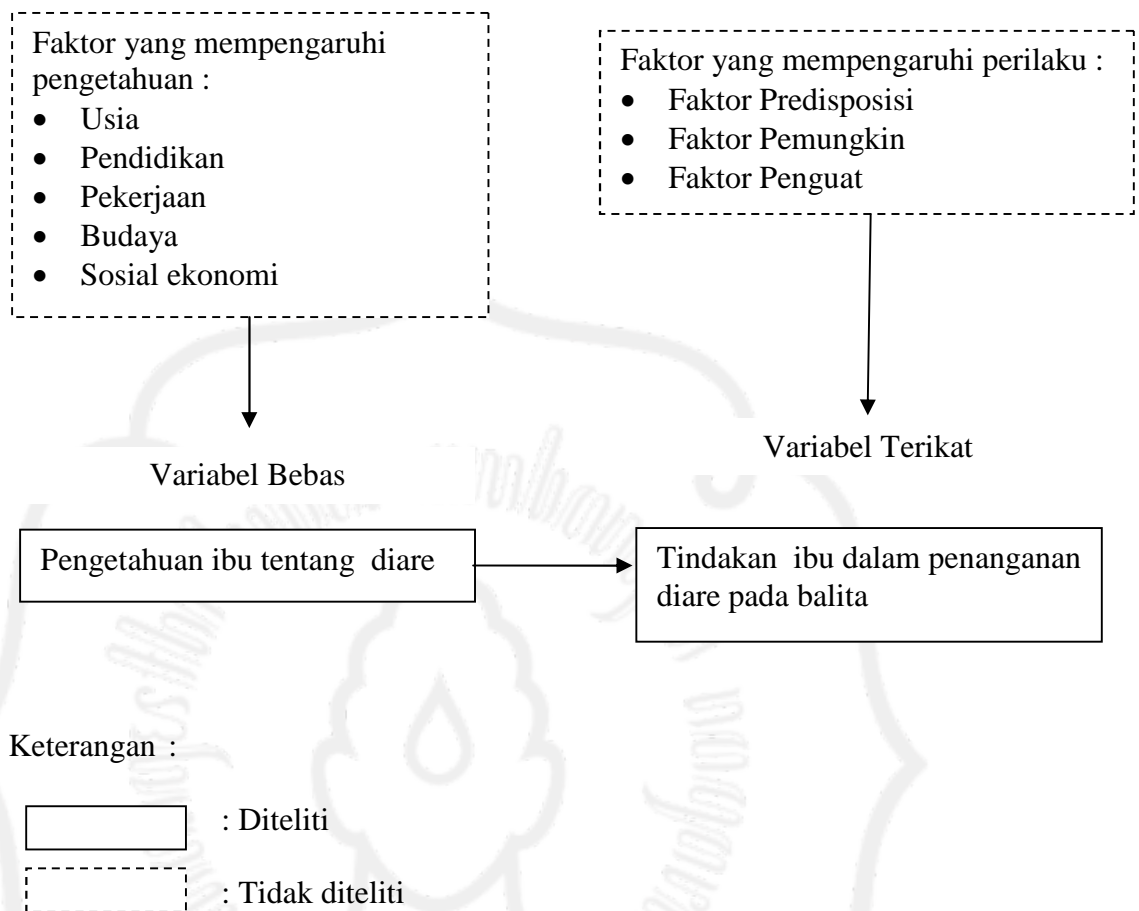 Faktor yang mempengaruhi
pengetahuan :
• Usia
• Pendidikan
• Pekerjaan
• Budaya
• Sosial ekonomi
Faktor yang mempengaruhi perilaku :
• Faktor Predisposisi
• Faktor Pemungkin
• Faktor Penguat
Variabel Bebas
Variabel Terikat
Pengetahuan ibu tentang diare
Tindakan ibu dalam penanganan
diare pada balita
Keterangan :
: Diteliti
: Tidak diteliti